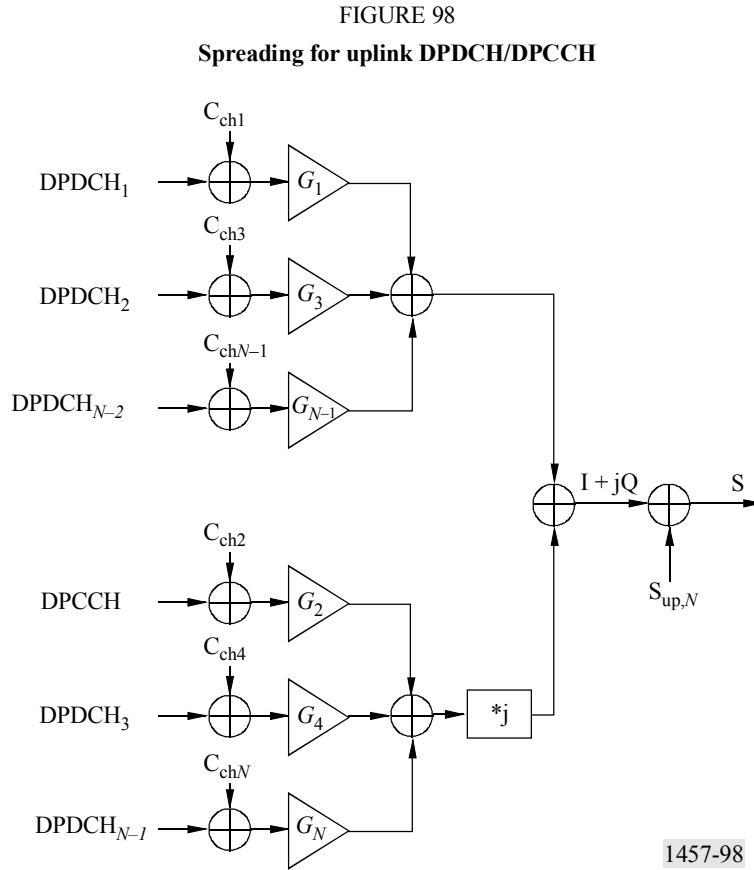 FIGURE 98
Spreading for uplink DPDCH/DPCCH
C_ch1
DPDCH_1
G_1
C_ch3
DPDCH_2
G_3
C_chN–1
DPDCH_N–2
G_N–1
I + jQ
S
S_up,N
C_ch2
DPCCH
G_2
C_ch4
DPDCH_3
G_4
*j
C_chN
DPDCH_N–1
G_N
1457-98